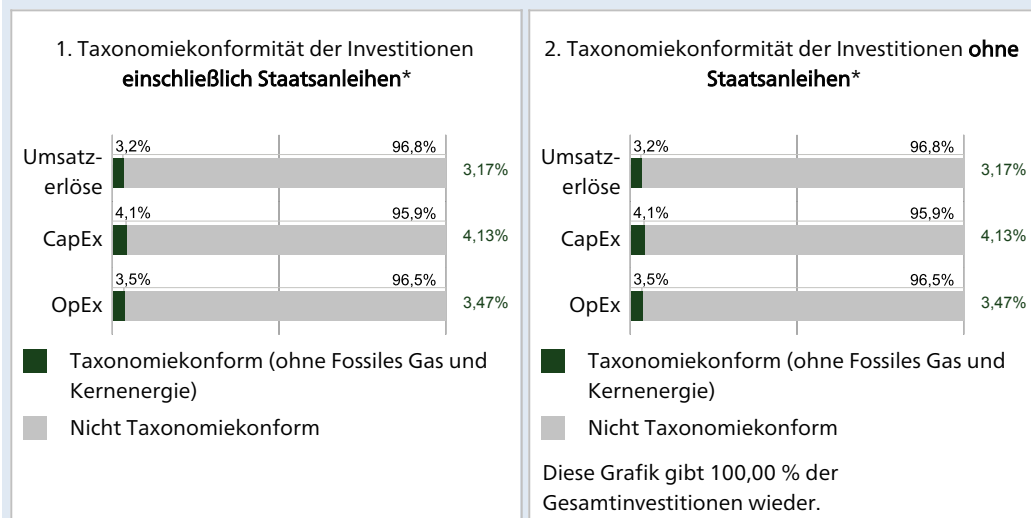 1. Taxonomiekonformität der Investitionen
einschließlich Staatsanleihen*
3,2% 96,8%
Umsatz-
erlöse
3,17%
4,1% 95,9%
CapEx 4,13%
3,5% 96,5%
OpEx 3,47%
Taxonomiekonform (ohne Fossiles Gas und
Kernenergie)
Nicht Taxonomiekonform
2. Taxonomiekonformität der Investitionen ohne
Staatsanleihen*
3,2% 96,8%
Umsatz-
erlöse
3,17%
4,1% 95,9%
CapEx 4,13%
3,5% 96,5%
OpEx 3,47%
Taxonomiekonform (ohne Fossiles Gas und
Kernenergie)
Nicht Taxonomiekonform
Diese Grafik gibt 100,00 % der
Gesamtinvestitionen wieder.